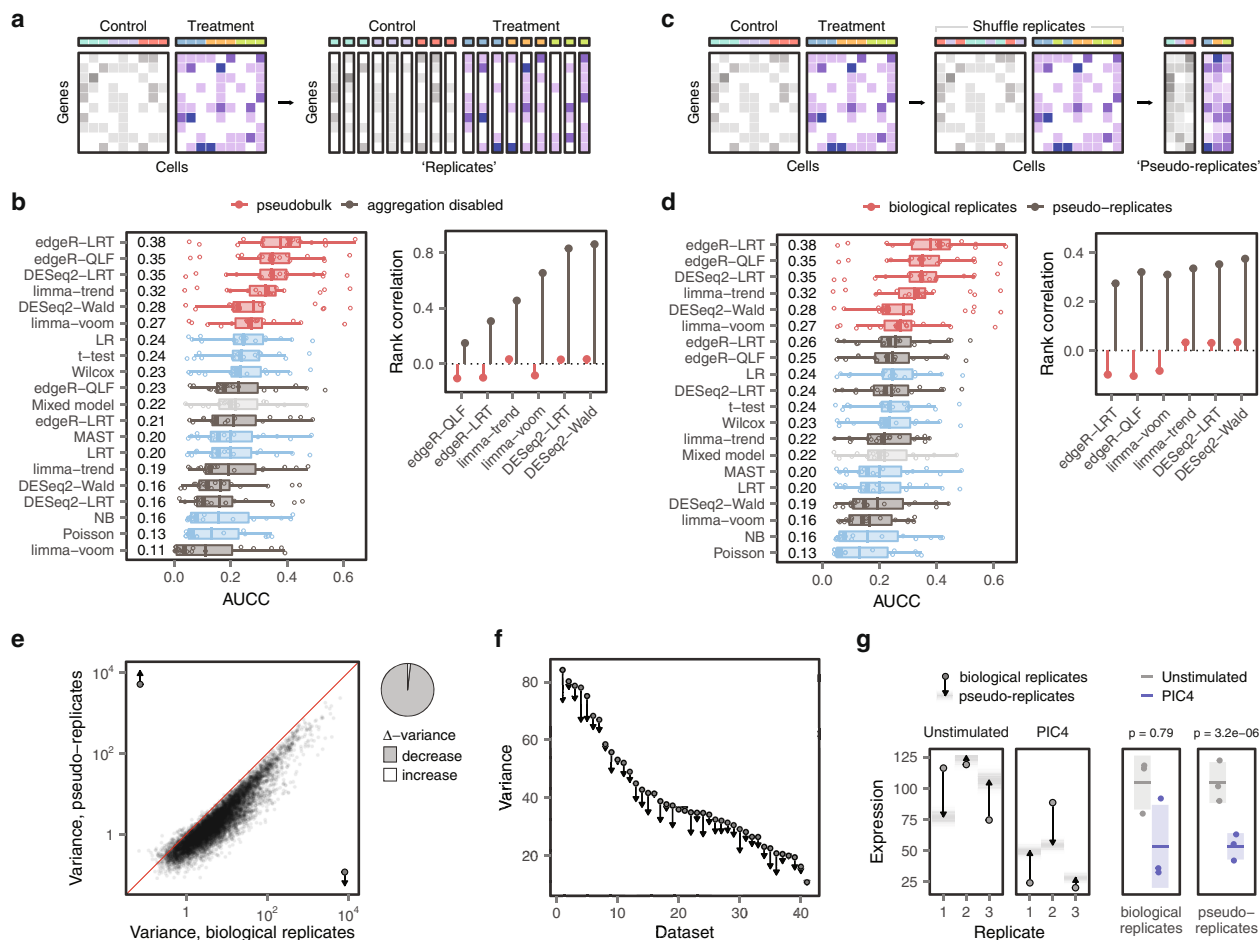 a
Control
Treatment
Control
Treatment
Genes
Genes
Cells
'Replicates'
c
Control
Treatment
Shuffle replicates
Genes
Cells
Cells
'Pseudo-replicates'
b
pseudobulk
aggregation disabled
edgeR-LRT 0.38
edgeR-QLF 0.35
DESeq2-LRT 0.35
limma-trend 0.32
DESeq2-Wald 0.28
limma-voom 0.27
LR 0.24
t-test 0.24
Wilcox 0.23
edgeR-QLF 0.23
Mixed model 0.22
edgeR-LRT 0.21
MAST 0.20
LRT 0.20
limma-trend 0.19
DESeq2-Wald 0.16
DESeq2-LRT 0.16
NB 0.16
Poisson 0.13
limma-voom 0.11
0.0 0.2 0.4 0.6
AUCC
Rank correlation
0.8
0.4
0.0
edgeR-QLF
edgeR-LRT
limma-trend
limma-voom
DESeq2-LRT
DESeq2-Wald
d
biological replicates
pseudo-replicates
edgeR-LRT 0.38
edgeR-QLF 0.35
DESeq2-LRT 0.35
limma-trend 0.32
DESeq2-Wald 0.28
limma-voom 0.27
edgeR-LRT 0.26
edgeR-QLF 0.25
LR 0.24
DESeq2-LRT 0.24
t-test 0.24
Wilcox 0.23
limma-trend 0.22
Mixed model 0.22
MAST 0.20
LRT 0.20
DESeq2-Wald 0.19
limma-voom 0.16
NB 0.16
Poisson 0.13
0.0 0.2 0.4 0.6
AUCC
Rank correlation
0.4
0.2
0.0
edgeR-LRT
edgeR-QLF
limma-voom
limma-trend
DESeq2-LRT
DESeq2-Wald
e
Variance, pseudo-replicates
10⁴
10²
1
1 10² 10⁴
Variance, biological replicates
Δ-variance
decrease
increase
f
Variance
80
60
40
20
0 10 20 30 40
Dataset
g
biological replicates
pseudo-replicates
Unstimulated
PIC4
Unstimulated
PIC4
p = 0.79
p = 3.2e-06
Expression
125
100
75
50
25
1 2 3
1 2 3
Replicate
biological
replicates
pseudo-
replicates